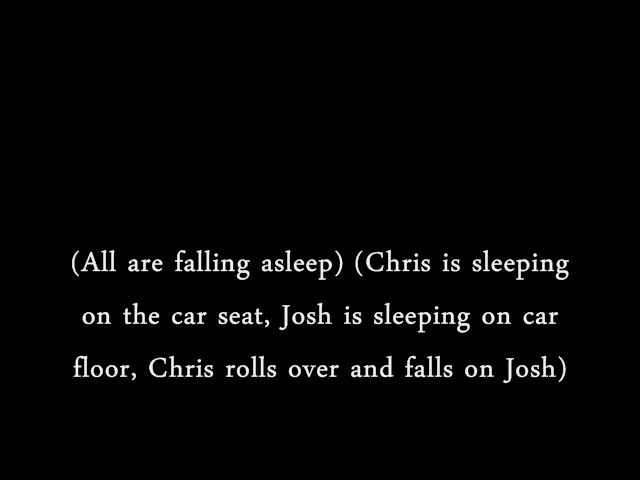 (All are falling asleep) (Chris is sleeping
on the car seat, Josh is sleeping on car
floor, Chris rolls over and falls on Josh)